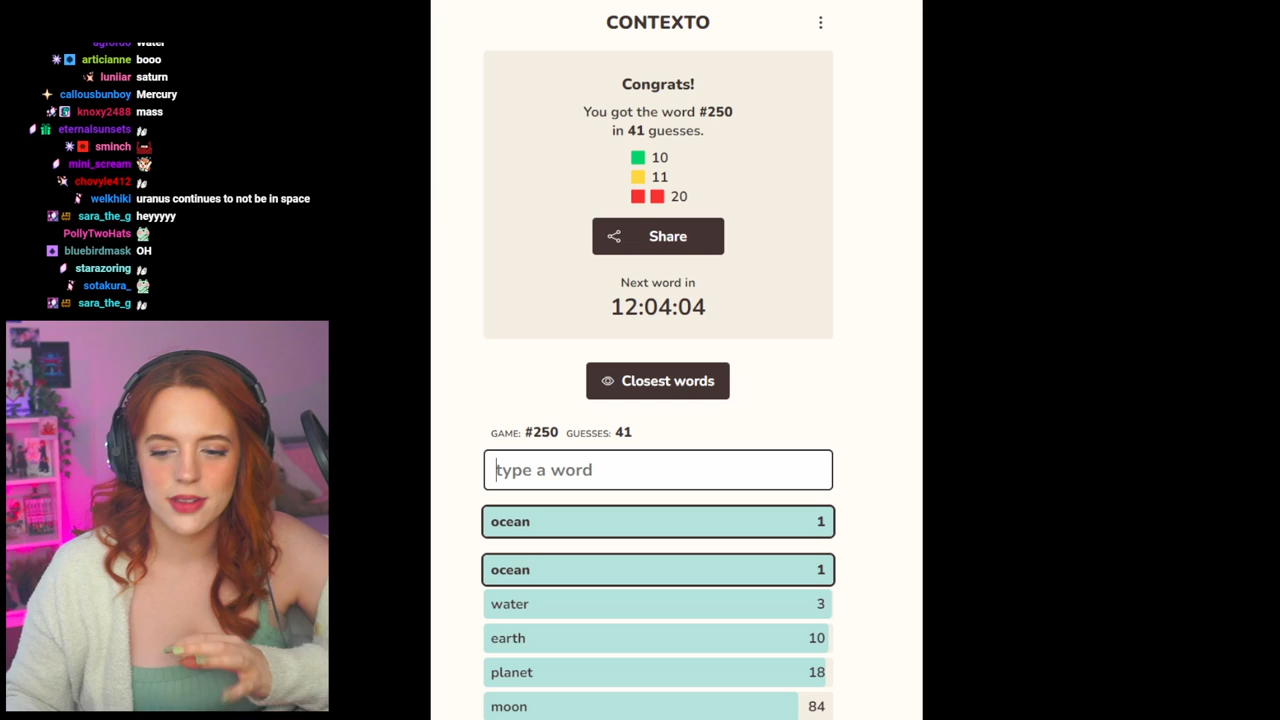 agfordo water
articianne booo
luniiar saturn
callousbunboy Mercury
knoxy2488 mass
eternalsunsets
sminch
mini_scream
chovyle412
welkhiki uranus continues to not be in space
sara_the_g heyyyyy
PollyTwoHats
bluebirdmask OH
starazoring
sotakura_
sara_the_g
CONTEXTO
Congrats!
You got the word #250
in 41 guesses.
10
11
20
Share
Next word in
12:04:04
Closest words
GAME: #250 GUESSES: 41
type a word
ocean 1
ocean 1
water 3
earth 10
planet 18
moon 84